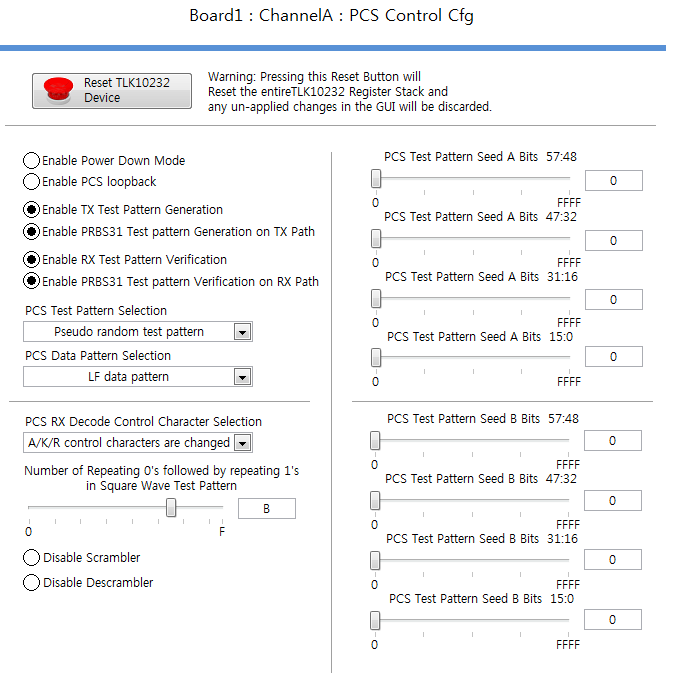 Board1 : ChannelA : PCS Control Cfg
Reset TLK10232
Device
Warning: Pressing this Reset Button will
Reset the entireTLK10232 Register Stack and
any un-applied changes in the GUI will be discarded.
Enable Power Down Mode
Enable PCS loopback
Enable TX Test Pattern Generation
Enable PRBS31 Test pattern Generation on TX Path
Enable RX Test Pattern Verification
Enable PRBS31 Test pattern Verification on RX Path
PCS Test Pattern Selection
Pseudo random test pattern
PCS Data Pattern Selection
LF data pattern
PCS RX Decode Control Character Selection
A/K/R control characters are changed
Number of Repeating 0's followed by repeating 1's
in Square Wave Test Pattern
B
0 F
Disable Scrambler
Disable Descrambler
PCS Test Pattern Seed A Bits 57:48
0
0 FFFF
PCS Test Pattern Seed A Bits 47:32
0
0 FFFF
PCS Test Pattern Seed A Bits 31:16
0
0 FFFF
PCS Test Pattern Seed A Bits 15:0
0
0 FFFF
PCS Test Pattern Seed B Bits 57:48
0
0 FFFF
PCS Test Pattern Seed B Bits 47:32
0
0 FFFF
PCS Test Pattern Seed B Bits 31:16
0
0 FFFF
PCS Test Pattern Seed B Bits 15:0
0
0 FFFF